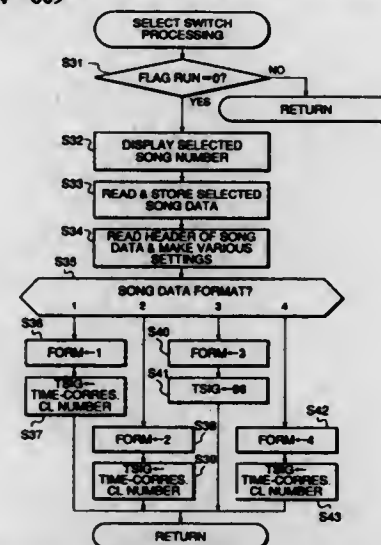 SELECT SWITCH
PROCESSING
S31
FLAG RUN=0?
NO
YES
RETURN
S32
DISPLAY SELECTED
SONG NUMBER
S33
READ & STORE SELECTED
SONG DATA
S34
READ HEADER OF SONG
DATA & MAKE VARIOUS
SETTINGS
S35
SONG DATA FORMAT?
1 2 3 4
S36
FORM←1
S40
FORM←3
TSIG←
TIME-CORRES.
CL NUMBER
S37
S41
TSIG←
S42
FORM←2
S38
FORM←4
TSIG←
TIME-CORRES.
CL NUMBER
S39
TSIG←
TIME-CORRES.
CL NUMBER
S43
RETURN